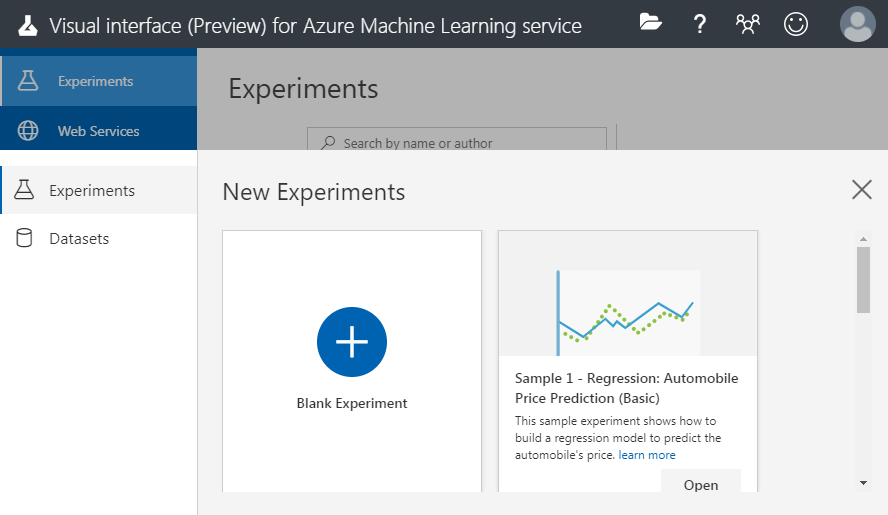 Visual interface (Preview) for Azure Machine Learning service
?
Experiments
Web Services
Experiments
Search by name or author
Experiments
Datasets
New Experiments
Blank Experiment
Sample 1 - Regression: Automobile
Price Prediction (Basic)
This sample experiment shows how to
build a regression model to predict the
automobile's price. learn more
Open